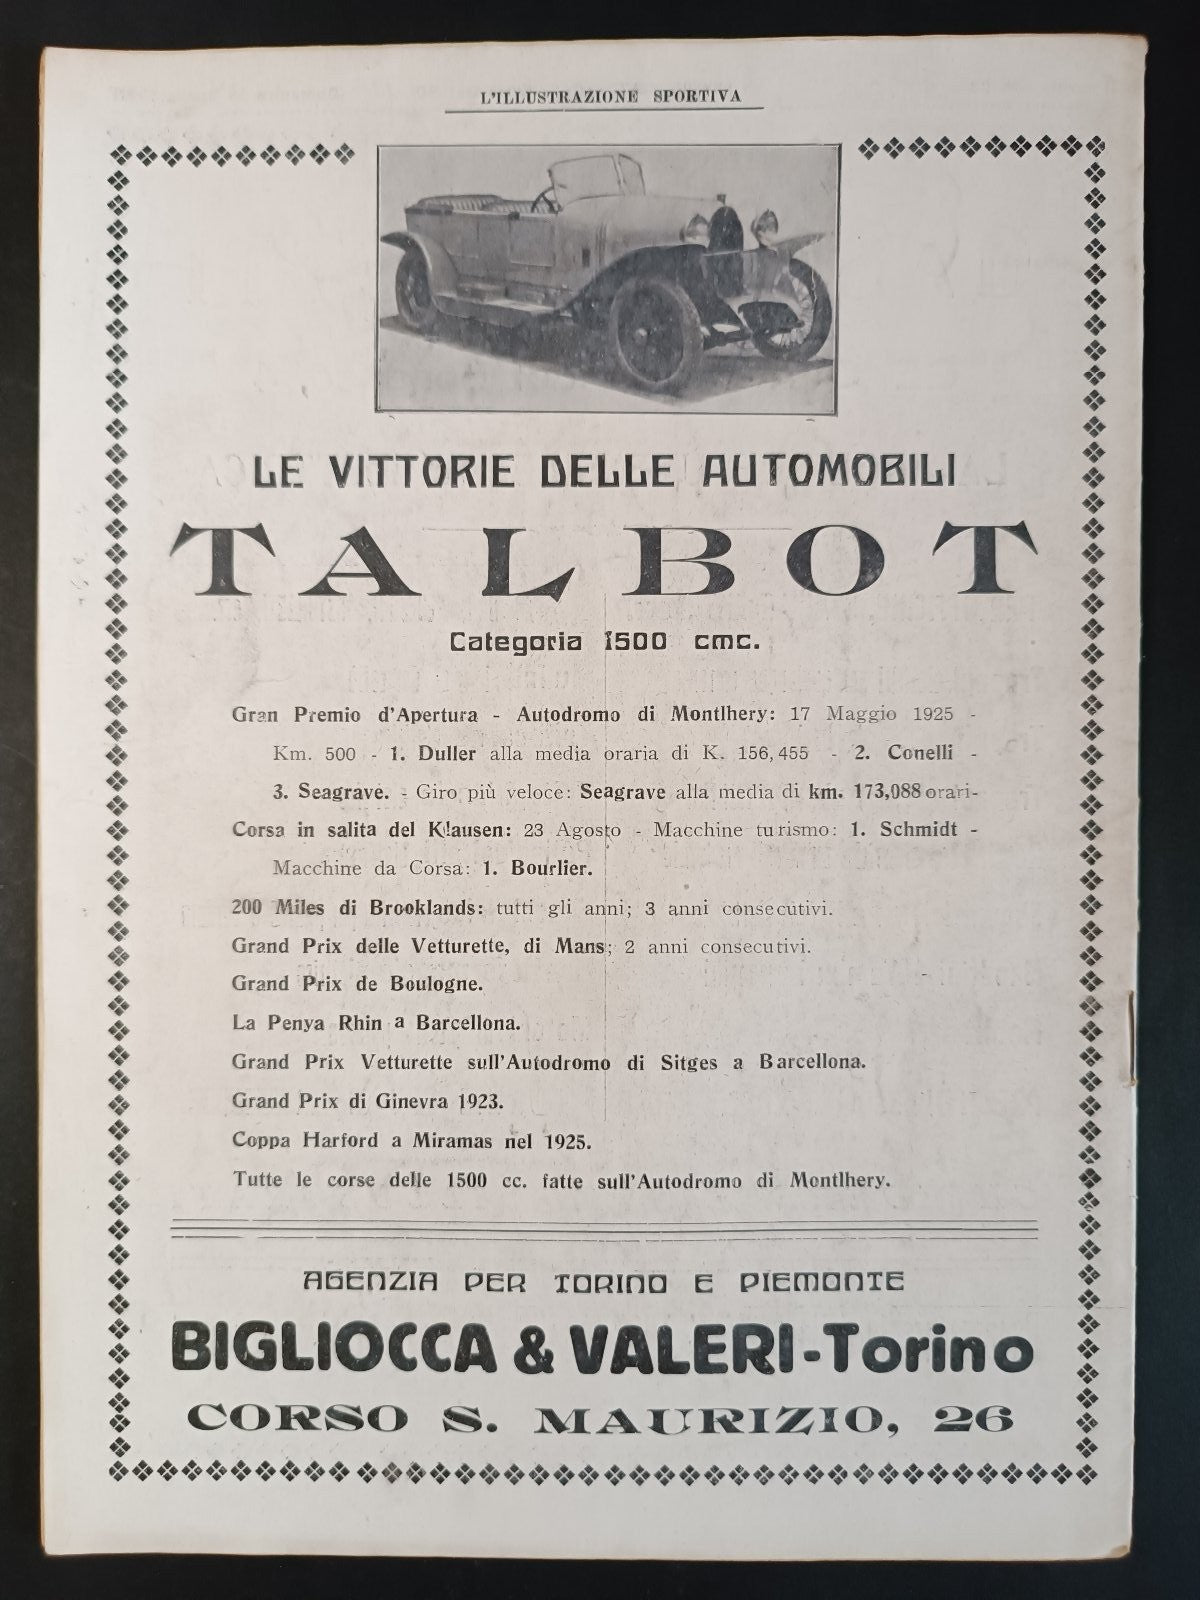 L'ILLUSTRAZIONE SPORTIVA
LE VITTORIE DELLE AUTOMOBILI
TALBOT
Categoria 1500 cmc.
Gran Premio d'Apertura - Autodromo di Montlhery: 17 Maggio 1925 -
Km. 500 - 1. Duller alla media oraria di K. 156,455 - 2. Conelli -
3. Seagrave. - Giro più veloce: Seagrave alla media di km. 173,088 orari-
Corsa in salita del Klausen: 23 Agosto - Macchine turismo: 1. Schmidt -
Macchine da Corsa: 1. Bourlier.
200 Miles di Brooklands: tutti gli anni; 3 anni consecutivi.
Grand Prix delle Vetturette, di Mans; 2 anni consecutivi.
Grand Prix de Boulogne.
La Penya Rhin a Barcellona.
Grand Prix Vetturette sull'Autodromo di Sitges a Barcellona.
Grand Prix di Ginevra 1923.
Coppa Harford a Miramas nel 1925.
Tutte le corse delle 1500 cc. fatte sull'Autodromo di Montlhery.
AGENZIA PER TORINO E PIEMONTE
BIGLIOCCA & VALERI - Torino
CORSO S. MAURIZIO, 26